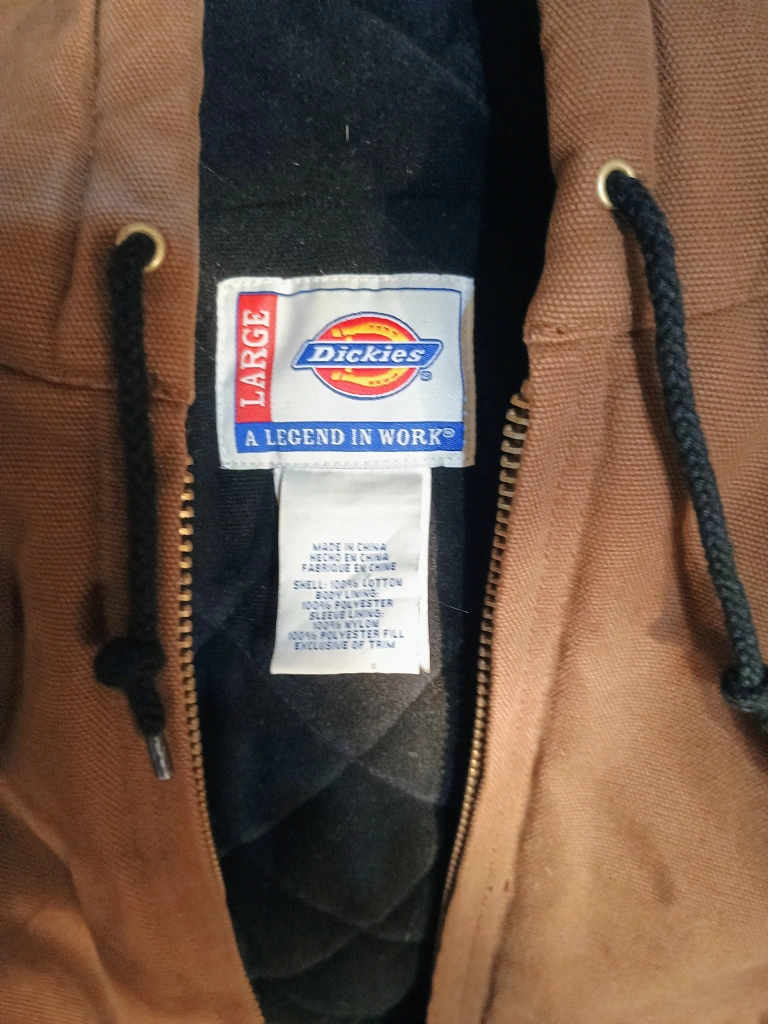 LARGE
Dickies®
A LEGEND IN WORK®
MADE IN CHINA
HECHO EN CHINA
FABRIQUE EN CHINE
SHELL: 100% COTTON
BODY LINING:
100% POLYESTER
SLEEVE LINING:
100% NYLON
100% POLYESTER FILL
EXCLUSIVE OF TRIM